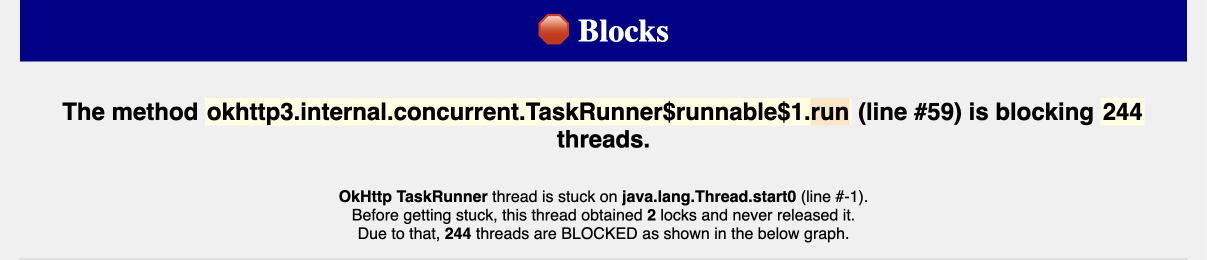 Blocks
The method okhttp3.internal.concurrent.TaskRunner$runnable$1.run (line #59) is blocking 244
threads.
OkHttp TaskRunner thread is stuck on java.lang.Thread.start0 (line #-1).
Before getting stuck, this thread obtained 2 locks and never released it.
Due to that, 244 threads are BLOCKED as shown in the below graph.